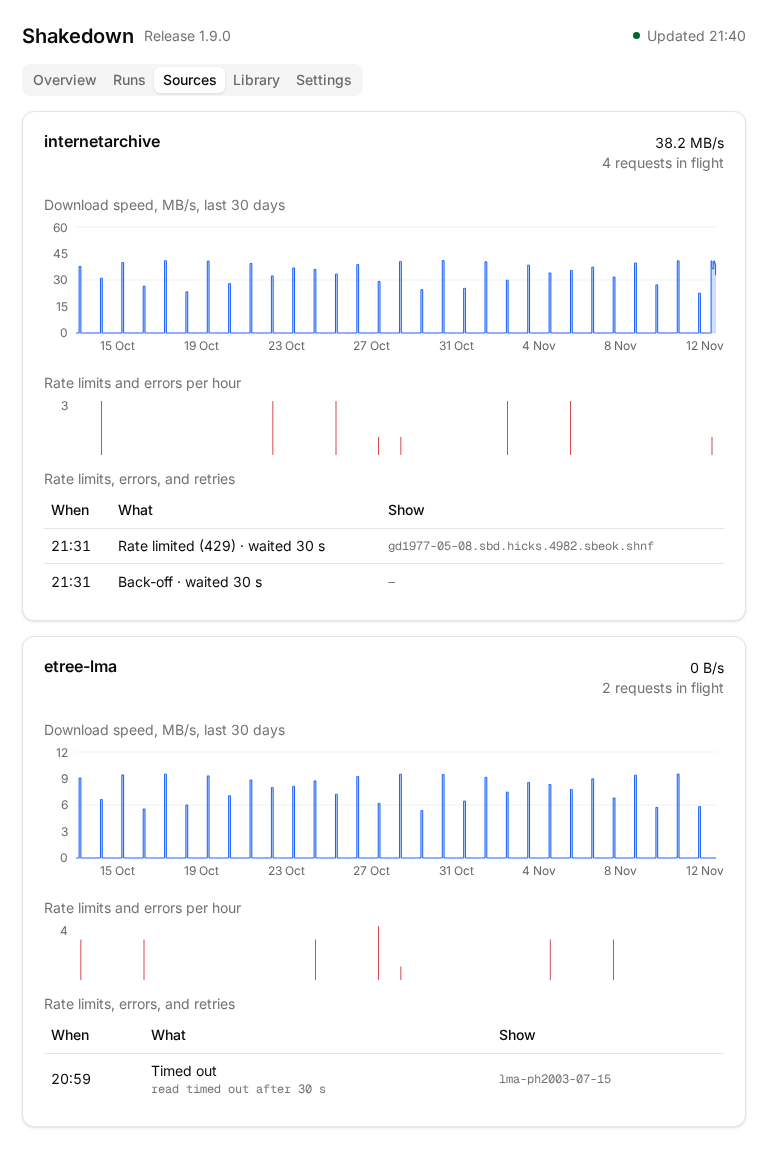 Shakedown Release 1.9.0
Updated 21:40
Overview Runs Sources Library Settings
internetarchive
38.2 MB/s
4 requests in flight
Download speed, MB/s, last 30 days
60
45
30
15
0
15 Oct 19 Oct 23 Oct 27 Oct 31 Oct 4 Nov 8 Nov 12 Nov
Rate limits and errors per hour
3
Rate limits, errors, and retries
When What Show
21:31 Rate limited (429) · waited 30 s gd1977-05-08.sbd.hicks.4982.sbeok.shnf
21:31 Back-off · waited 30 s —
etree-lma
0 B/s
2 requests in flight
Download speed, MB/s, last 30 days
12
9
6
3
0
15 Oct 19 Oct 23 Oct 27 Oct 31 Oct 4 Nov 8 Nov 12 Nov
Rate limits and errors per hour
4
Rate limits, errors, and retries
When What Show
20:59 Timed out lma-ph2003-07-15
read timed out after 30 s